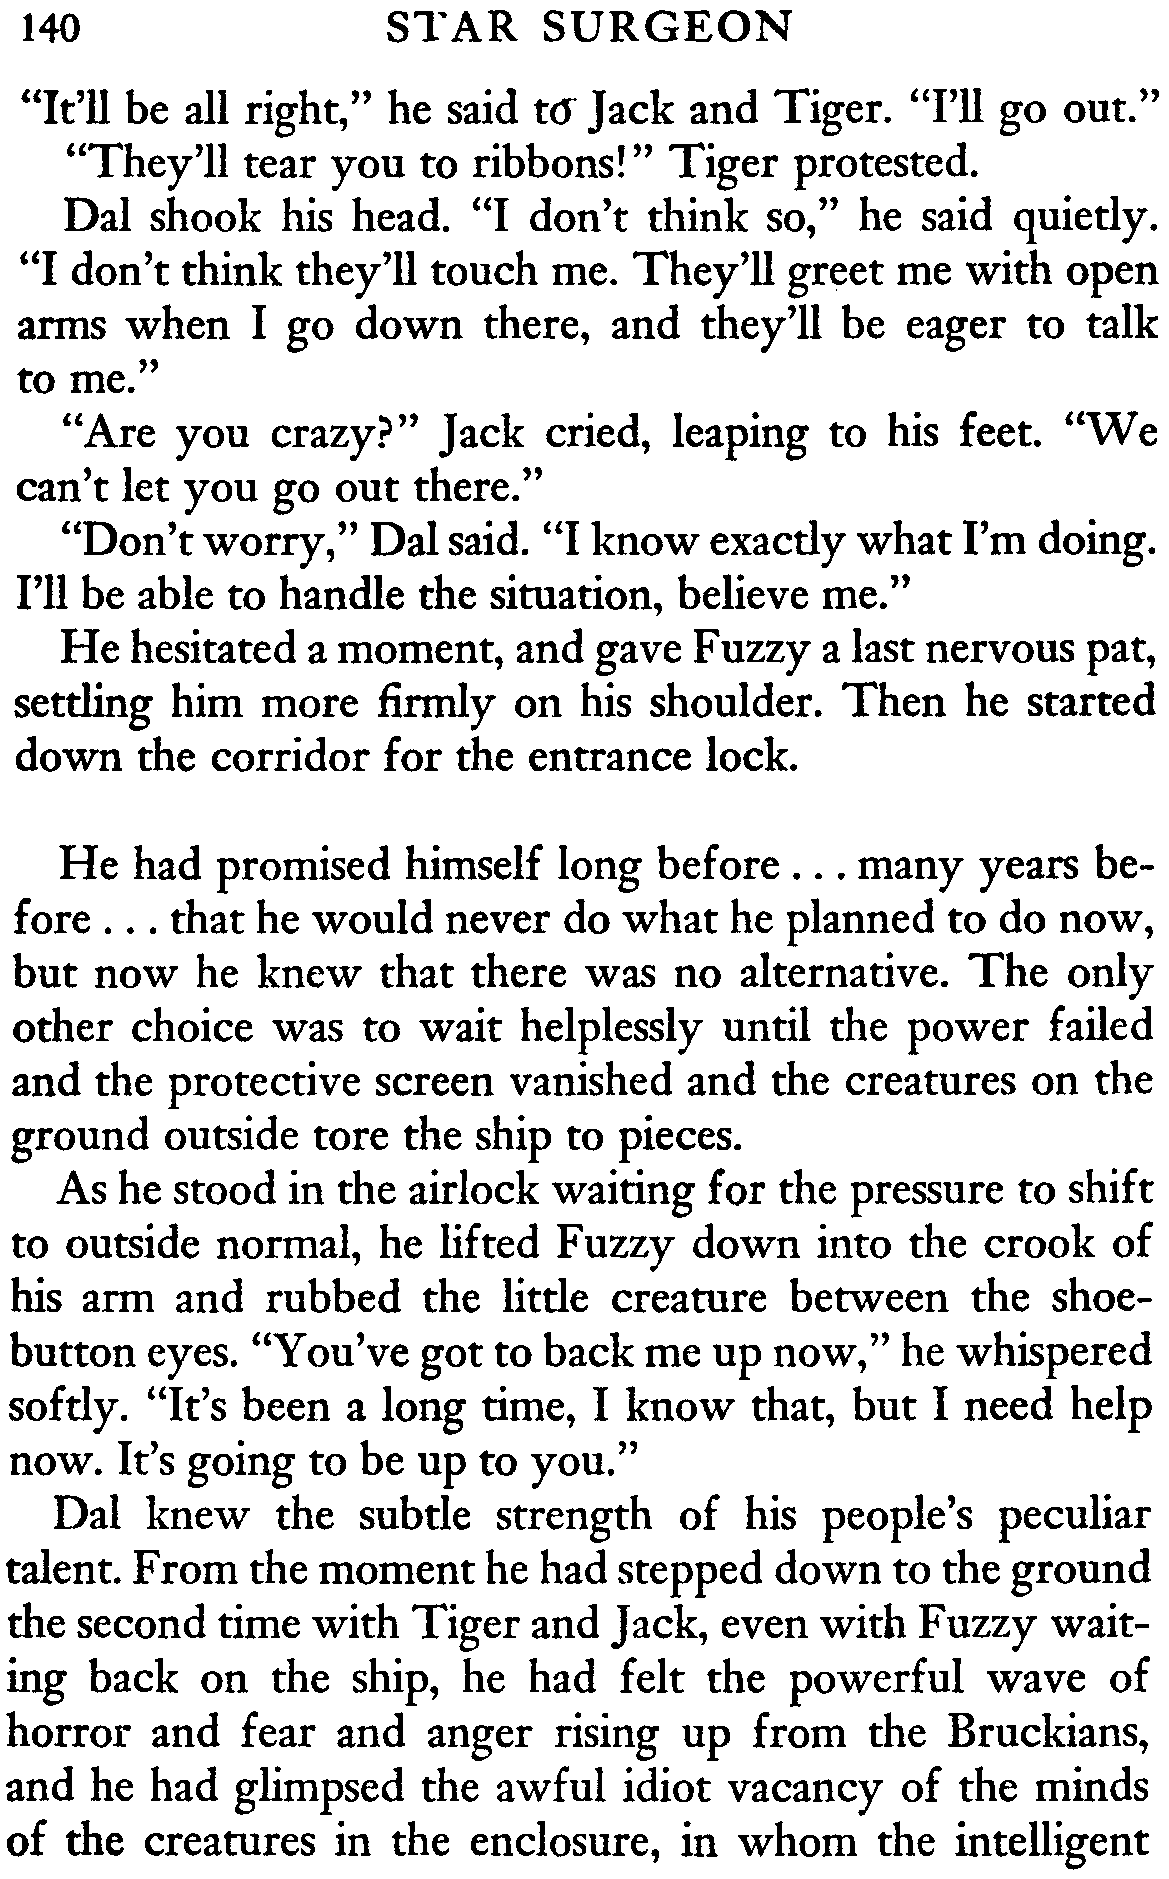 140 STAR SURGEON
“It’ll be all right,” he said to Jack and Tiger. “I’ll go out.”
“They’ll tear you to ribbons!” Tiger protested.
Dal shook his head. “I don’t think so,” he said quietly.
“I don’t think they’ll touch me. They’ll greet me with open
arms when I go down there, and they’ll be eager to talk
to me.”
“Are you crazy?” Jack cried, leaping to his feet. “We
can’t let you go out there.”
“Don’t worry,” Dal said. “I know exactly what I’m doing.
I’ll be able to handle the situation, believe me.”
He hesitated a moment, and gave Fuzzy a last nervous pat,
settling him more firmly on his shoulder. Then he started
down the corridor for the entrance lock.
He had promised himself long before . . . many years be-
fore . . . that he would never do what he planned to do now,
but now he knew that there was no alternative. The only
other choice was to wait helplessly until the power failed
and the protective screen vanished and the creatures on the
ground outside tore the ship to pieces.
As he stood in the airlock waiting for the pressure to shift
to outside normal, he lifted Fuzzy down into the crook of
his arm and rubbed the little creature between the shoe-
button eyes. “You’ve got to back me up now,” he whispered
softly. “It’s been a long time, I know that, but I need help
now. It’s going to be up to you.”
Dal knew the subtle strength of his people’s peculiar
talent. From the moment he had stepped down to the ground
the second time with Tiger and Jack, even with Fuzzy wait-
ing back on the ship, he had felt the powerful wave of
horror and fear and anger rising up from the Bruckians,
and he had glimpsed the awful idiot vacancy of the minds
of the creatures in the enclosure, in whom the intelligent